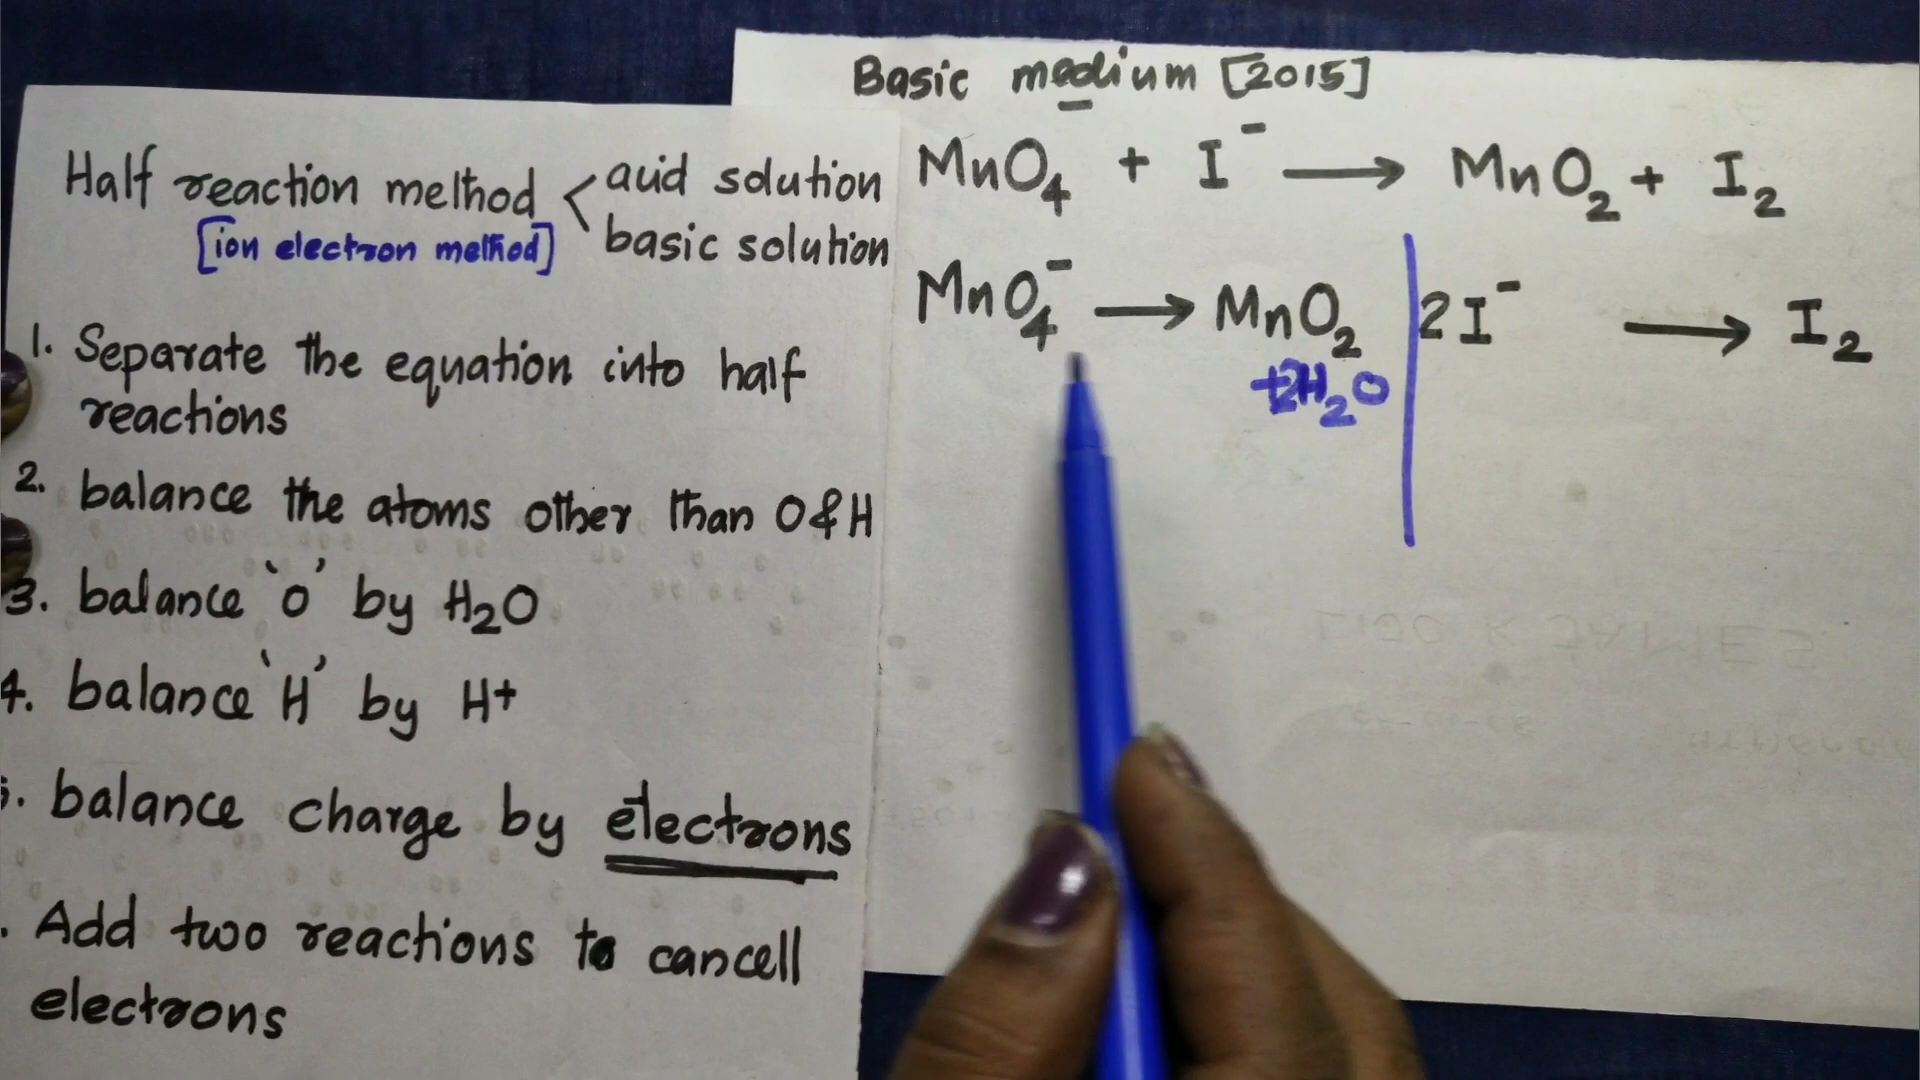 Half reaction method < acid solution
basic solution
[ion electron method]
1. Separate the equation into half
reactions
2. balance the atoms other than O & H
3. balance 'O' by H₂O
4. balance 'H' by H+
. balance charge by electrons
. Add two reactions to cancell
electrons
Basic medium [2015]
MnO₄⁻ + I⁻ ⟶ MnO₂ + I₂
MnO₄⁻ ⟶ MnO₂ | 2I⁻ ⟶ I₂
+2H₂O